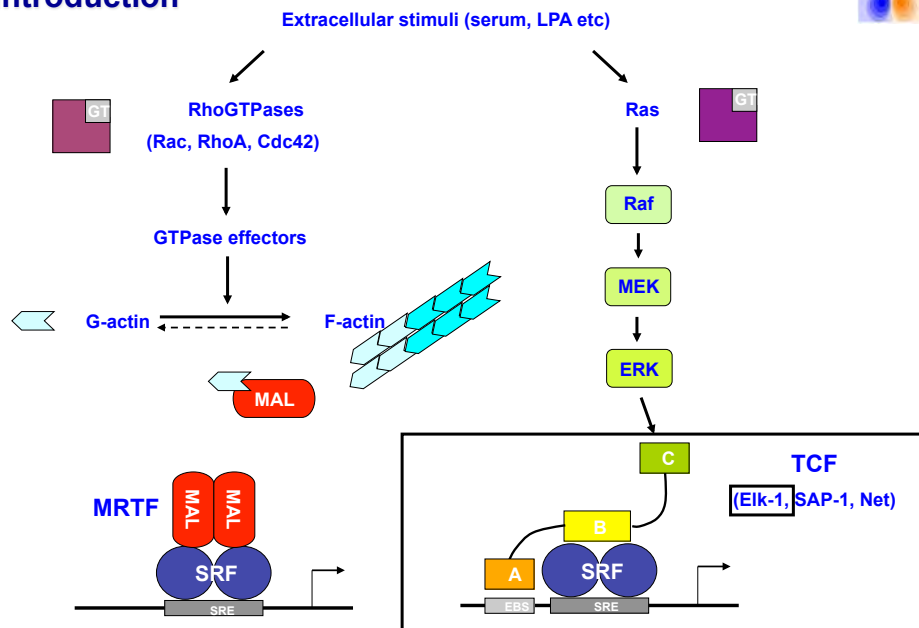 Introduction
Extracellular stimuli (serum, LPA etc)
GT
RhoGTPases
(Rac, RhoA, Cdc42)
Ras
GT
Raf
GTPase effectors
MEK
G-actin
F-actin
ERK
MAL
C
TCF
(Elk-1, SAP-1, Net)
MRTF
MAL
MAL
B
SRF
A
SRF
SRE
EBS
SRE